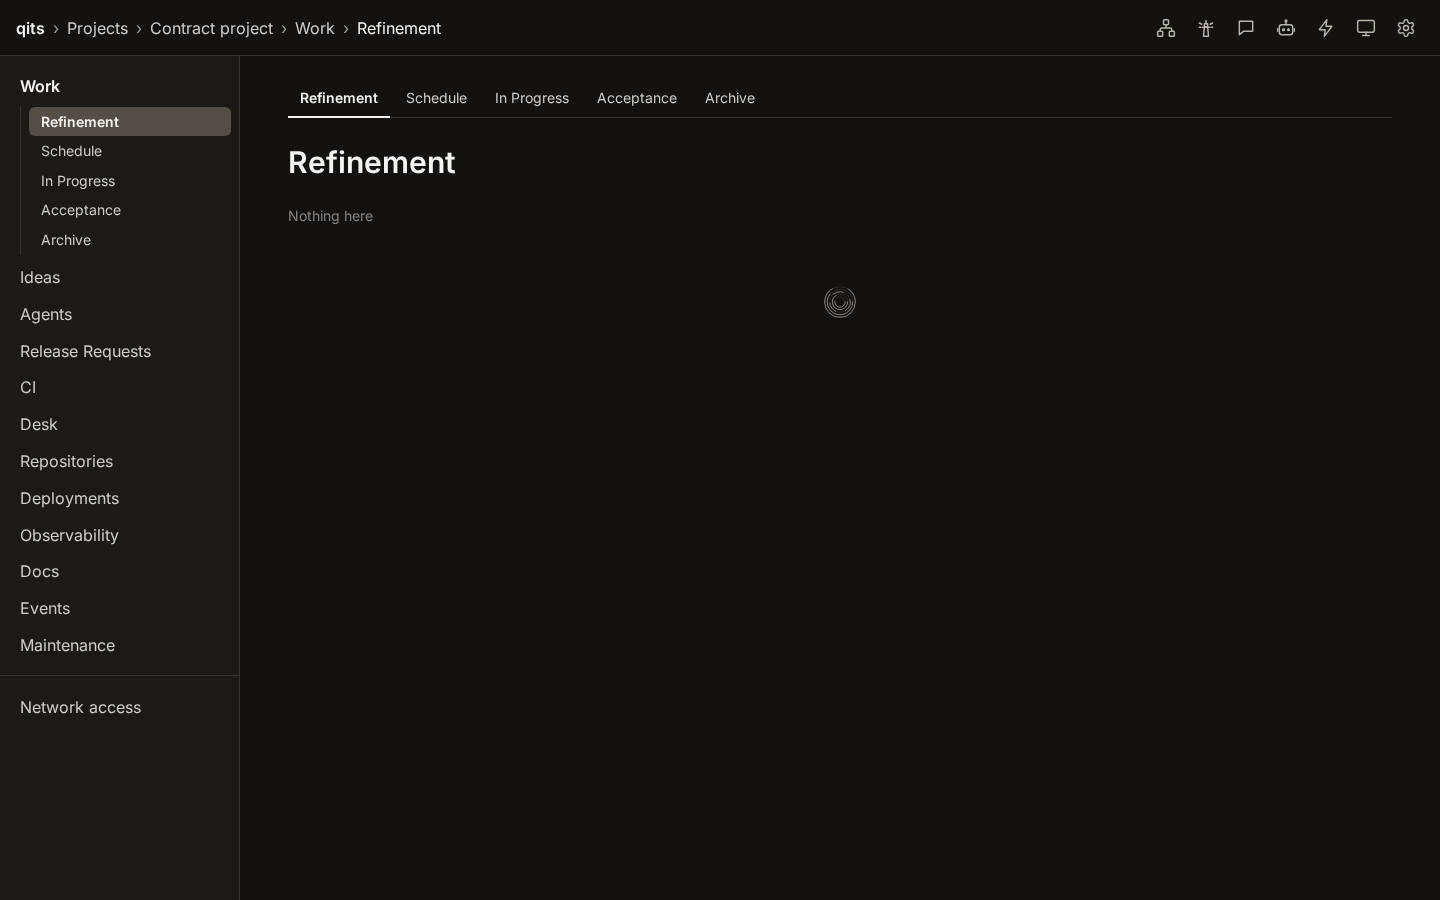 qits › Projects › Contract project › Work › Refinement
Work
Refinement
Schedule
In Progress
Acceptance
Archive
Ideas
Agents
Release Requests
CI
Desk
Repositories
Deployments
Observability
Docs
Events
Maintenance
Network access
Refinement Schedule In Progress Acceptance Archive
Refinement
Nothing here